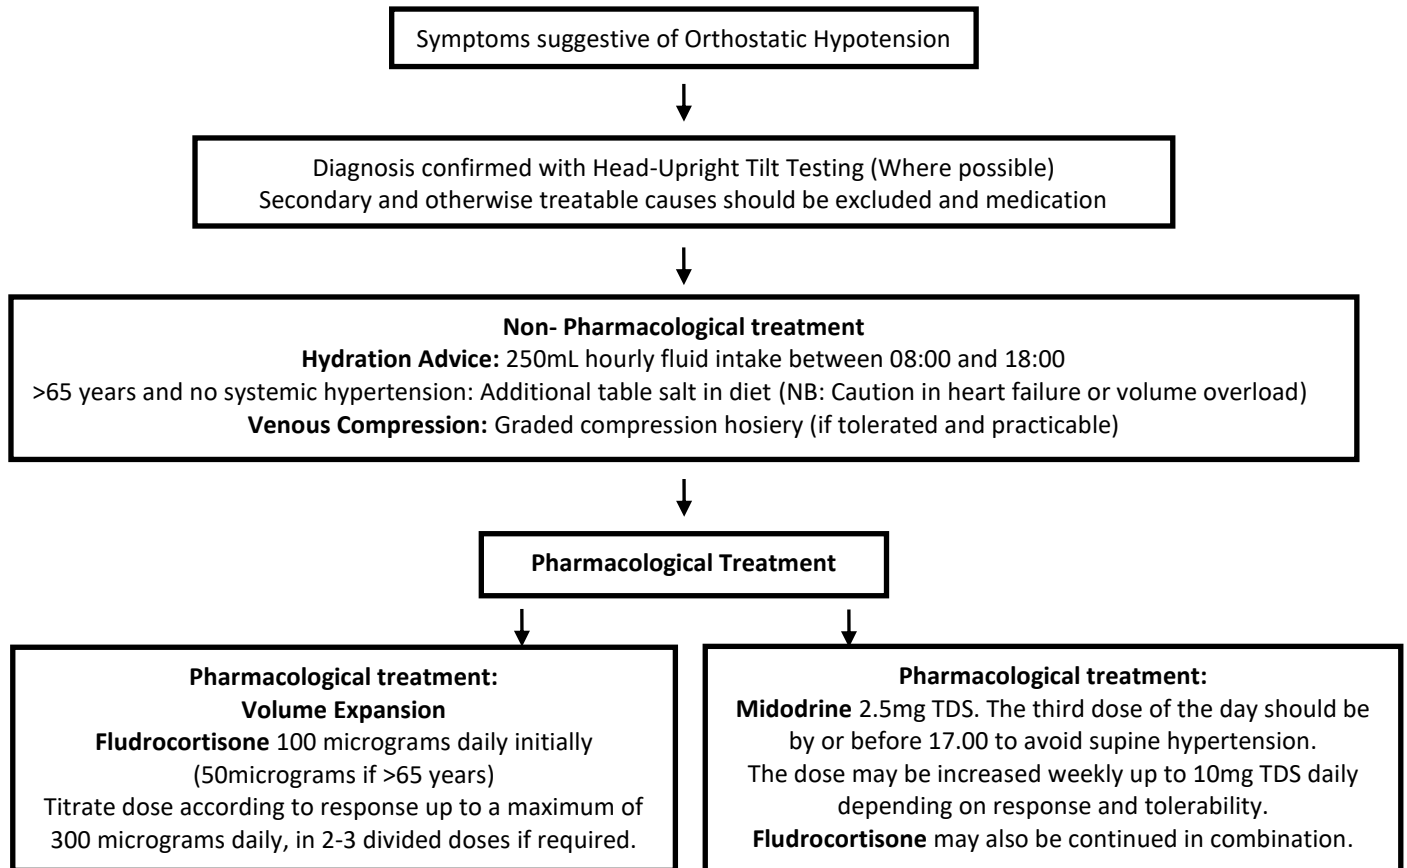 Symptoms suggestive of Orthostatic Hypotension
Diagnosis confirmed with Head-Upright Tilt Testing (Where possible)
Secondary and otherwise treatable causes should be excluded and medication
Non- Pharmacological treatment
Hydration Advice: 250mL hourly fluid intake between 08:00 and 18:00
>65 years and no systemic hypertension: Additional table salt in diet (NB: Caution in heart failure or volume overload)
Venous Compression: Graded compression hosiery (if tolerated and practicable)
Pharmacological Treatment
Pharmacological treatment:
Volume Expansion
Fludrocortisone 100 micrograms daily initially
(50micrograms if >65 years)
Titrate dose according to response up to a maximum of
300 micrograms daily, in 2-3 divided doses if required.
Pharmacological treatment:
Midodrine 2.5mg TDS. The third dose of the day should be
by or before 17.00 to avoid supine hypertension.
The dose may be increased weekly up to 10mg TDS daily
depending on response and tolerability.
Fludrocortisone may also be continued in combination.